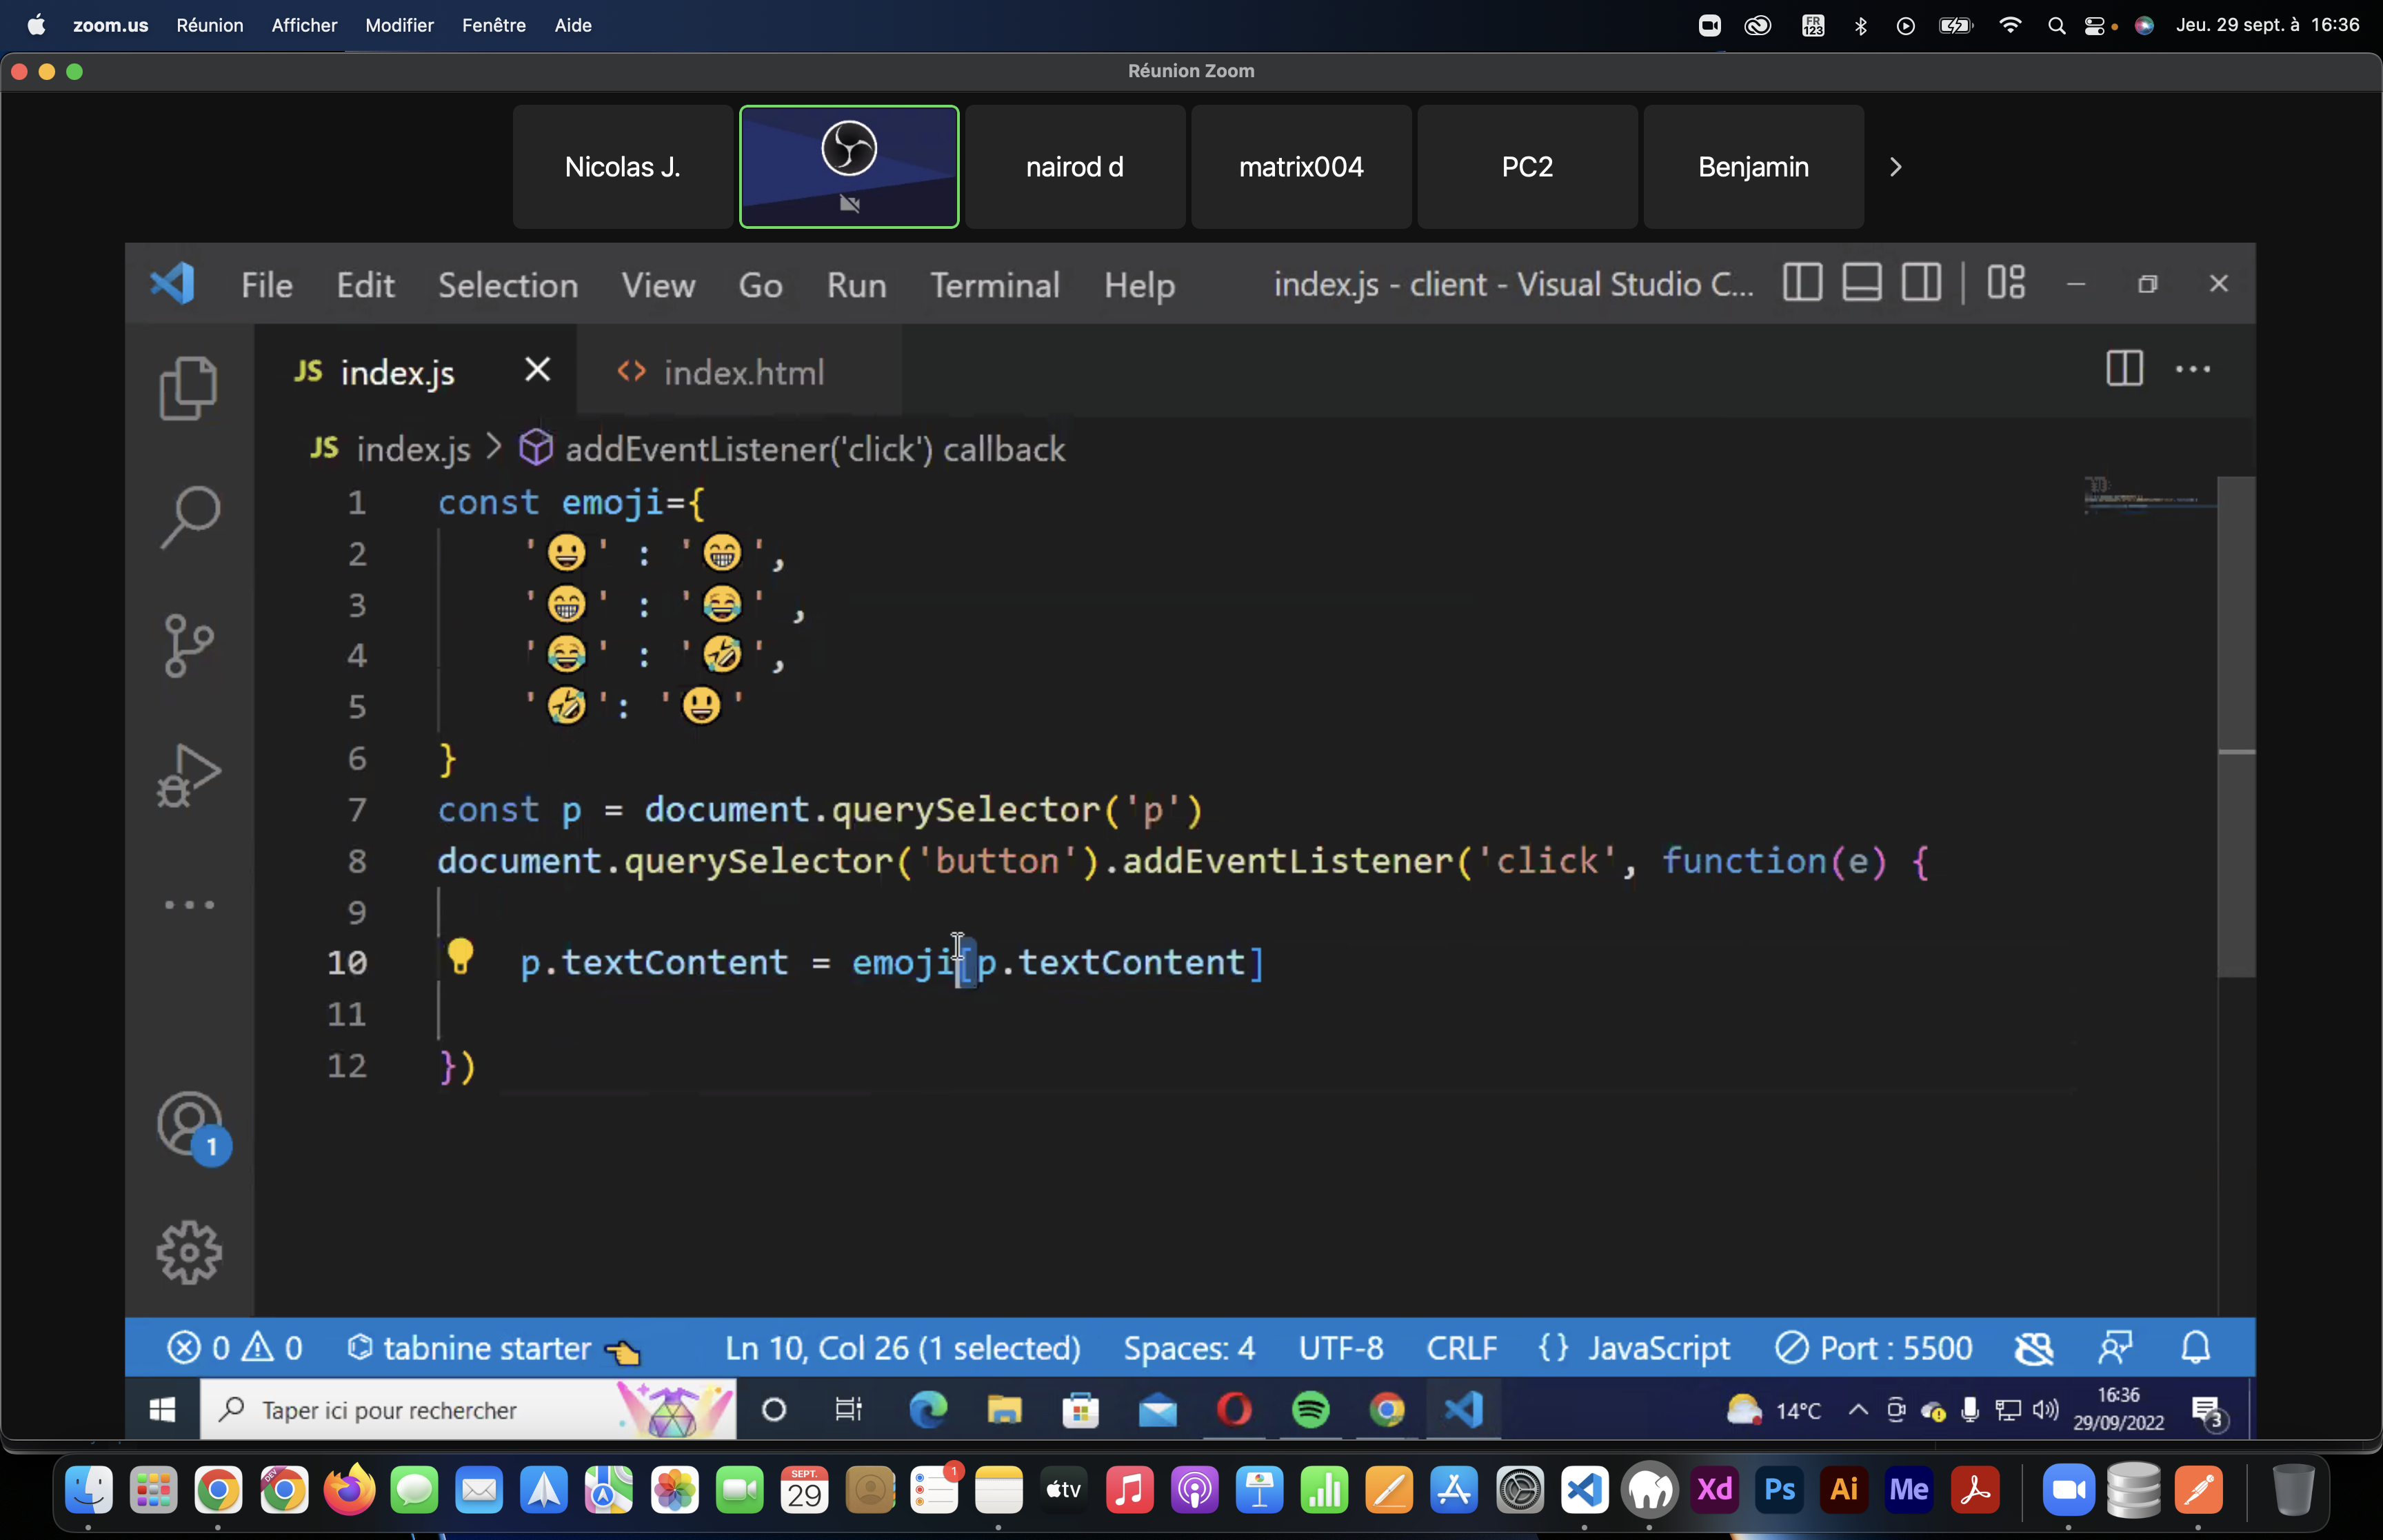 zoom.us Réunion Afficher Modifier Fenêtre Aide FR 123 Jeu. 29 sept. à 16:36
Réunion Zoom
Nicolas J. nairod d matrix004 PC2 Benjamin
File Edit Selection View Go Run Terminal Help index.js - client - Visual Studio C...
JS index.js index.html
JS index.js > addEventListener('click') callback
1 const emoji={
2 '😀' : '😁',
3 '😁' : '😂' ,
4 '😂' : '🤣',
5 '🤣': '😃'
6 }
7 const p = document.querySelector('p')
8 document.querySelector('button').addEventListener('click', function(e) {
9
10 p.textContent = emoji[p.textContent]
11
12 })
1
0 0 tabnine starter 👈 Ln 10, Col 26 (1 selected) Spaces: 4 UTF-8 CRLF {} JavaScript Port : 5500
Taper ici pour rechercher 14°C 16:36
29/09/2022 3
DEV SEPT. 29 1 tv Xd Ps Ai Me